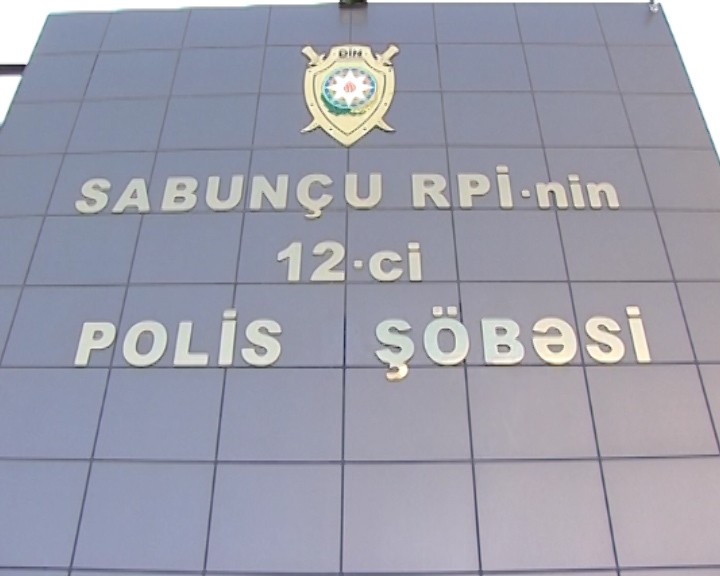 DİN
SABUNÇU RPİ·nin
12·ci
POLİS ŞÖBƏSİ